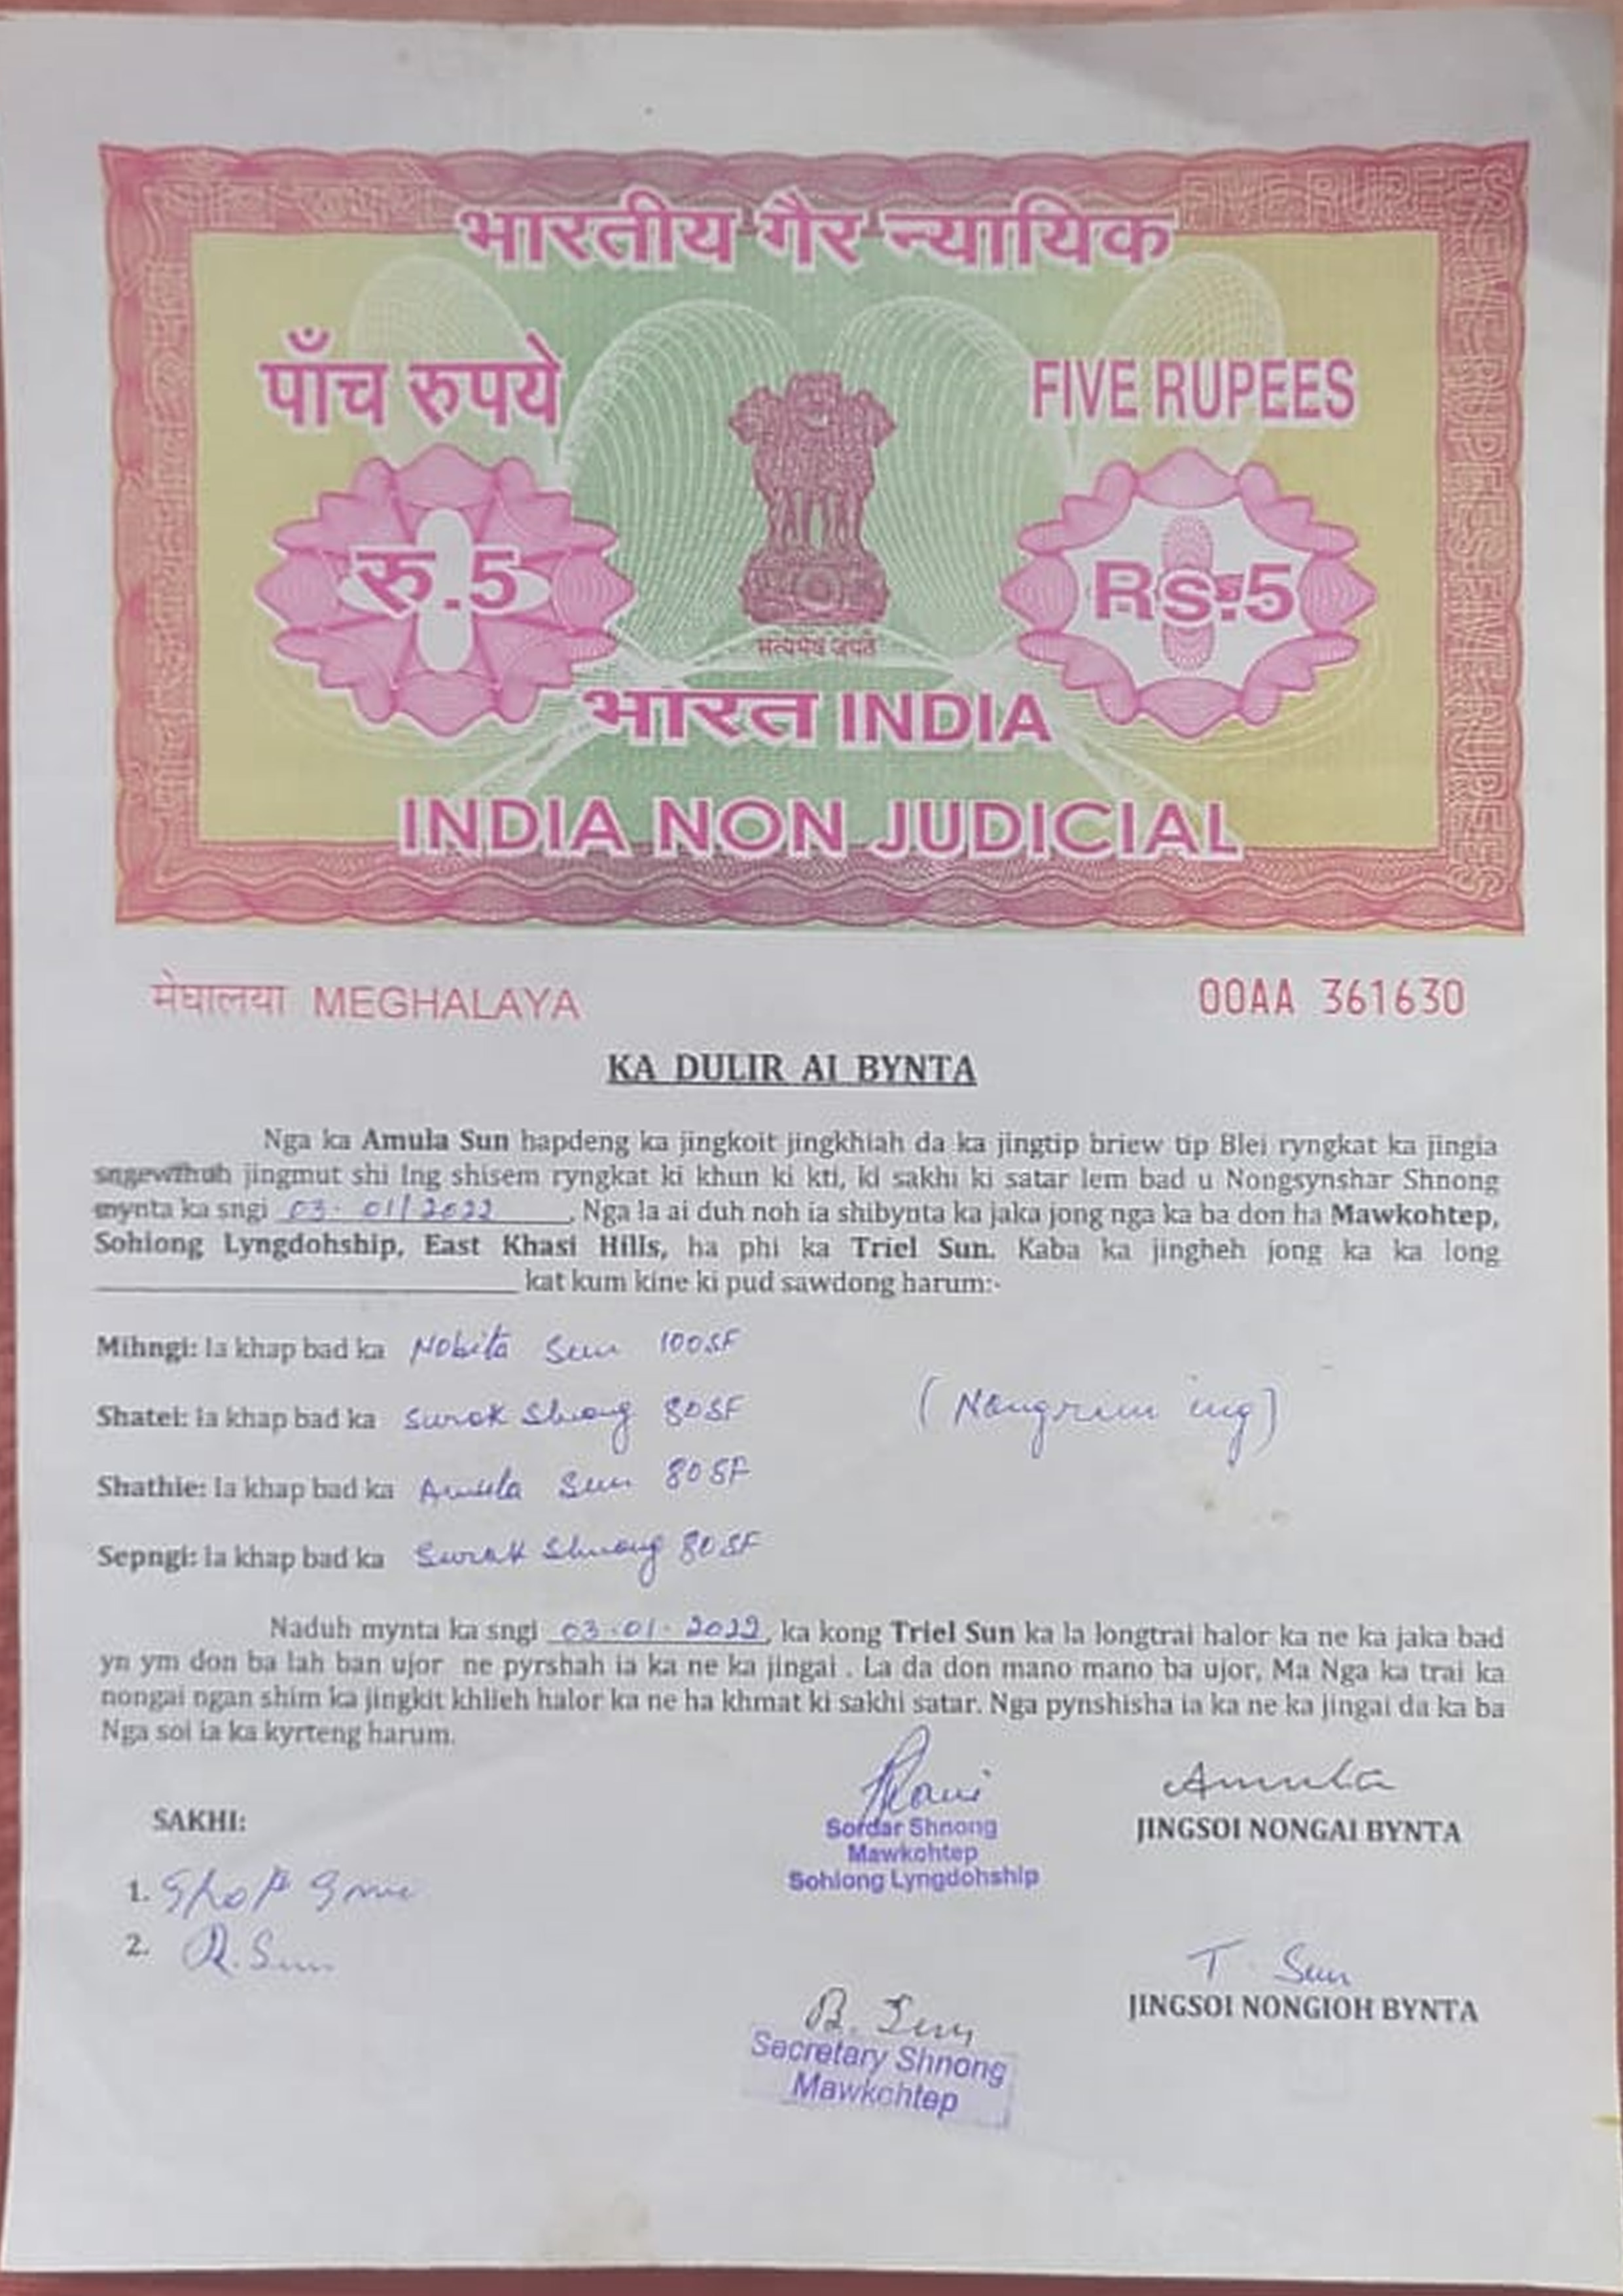 भारतीय गैर न्यायिक
पाँच रुपये FIVE RUPEES
रु.5 Rs.5
सत्यमेव जयते
भारत INDIA
INDIA NON JUDICIAL
मेघालया MEGHALAYA 00AA 361630
KA DULIR AI BYNTA
Nga ka Amula Sun hapdeng ka jingkoit jingkhiah da ka jingtip briew tip Blei ryngkat ka jingia
sngewthuh jingmut shi Ing shisem ryngkat ki khun ki kti, ki sakhi ki satar lem bad u Nongsynshar Shnong
mynta ka sngi 03-01/2022, Nga la ai duh noh ia shibynta ka jaka jong nga ka ba don ha Mawkohtep,
Sohiong Lyngdohship, East Khasi Hills, ha phi ka Triel Sun. Kaba ka jingheh jong ka ka long
kat kum kine ki pud sawdong harum:-
Mihngi: Ia khap bad ka Nobita Sun 100SF
Shatei: ia khap bad ka Surok Shnong 80SF (Nongrim ing)
Shathie: Ia khap bad ka Amula Sun 80SF
Sepngi: ia khap bad ka Surok Shnong 80SF
Naduh mynta ka sngi 03-01-2022, ka kong Triel Sun ka la longtrai halor ka ne ka jaka bad
yn ym don ba lah ban ujor ne pyrshah ia ka ne ka jingai . La da don mano mano ba ujor, Ma Nga ka trai ka
nongai ngan shim ka jingkit khlieh halor ka ne ha khmat ki sakhi satar. Nga pynshisha ia ka ne ka jingai da ka ba
Nga soi ia ka kyrteng harum.
Amula
SAKHI: Sordar Shnong JINGSOI NONGAI BYNTA
Mawkohtep
Sohiong Lyngdohship
1.
2. R. Sun
T. Sun
B. Sun JINGSOI NONGIOH BYNTA
Secretary Shnong
Mawkohtep